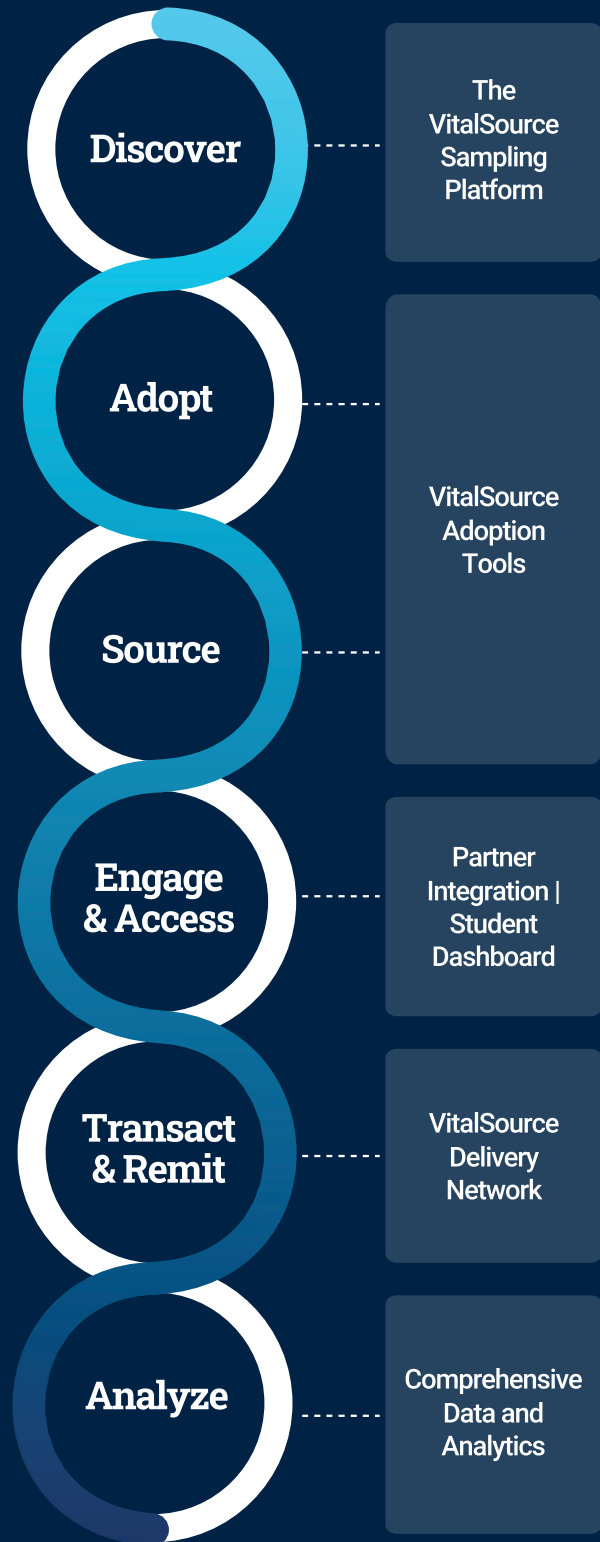 Discover
The
VitalSource
Sampling
Platform
Adopt
VitalSource
Adoption
Tools
Source
Engage
& Access
Partner
Integration |
Student
Dashboard
Transact
& Remit
VitalSource
Delivery
Network
Analyze
Comprehensive
Data and
Analytics